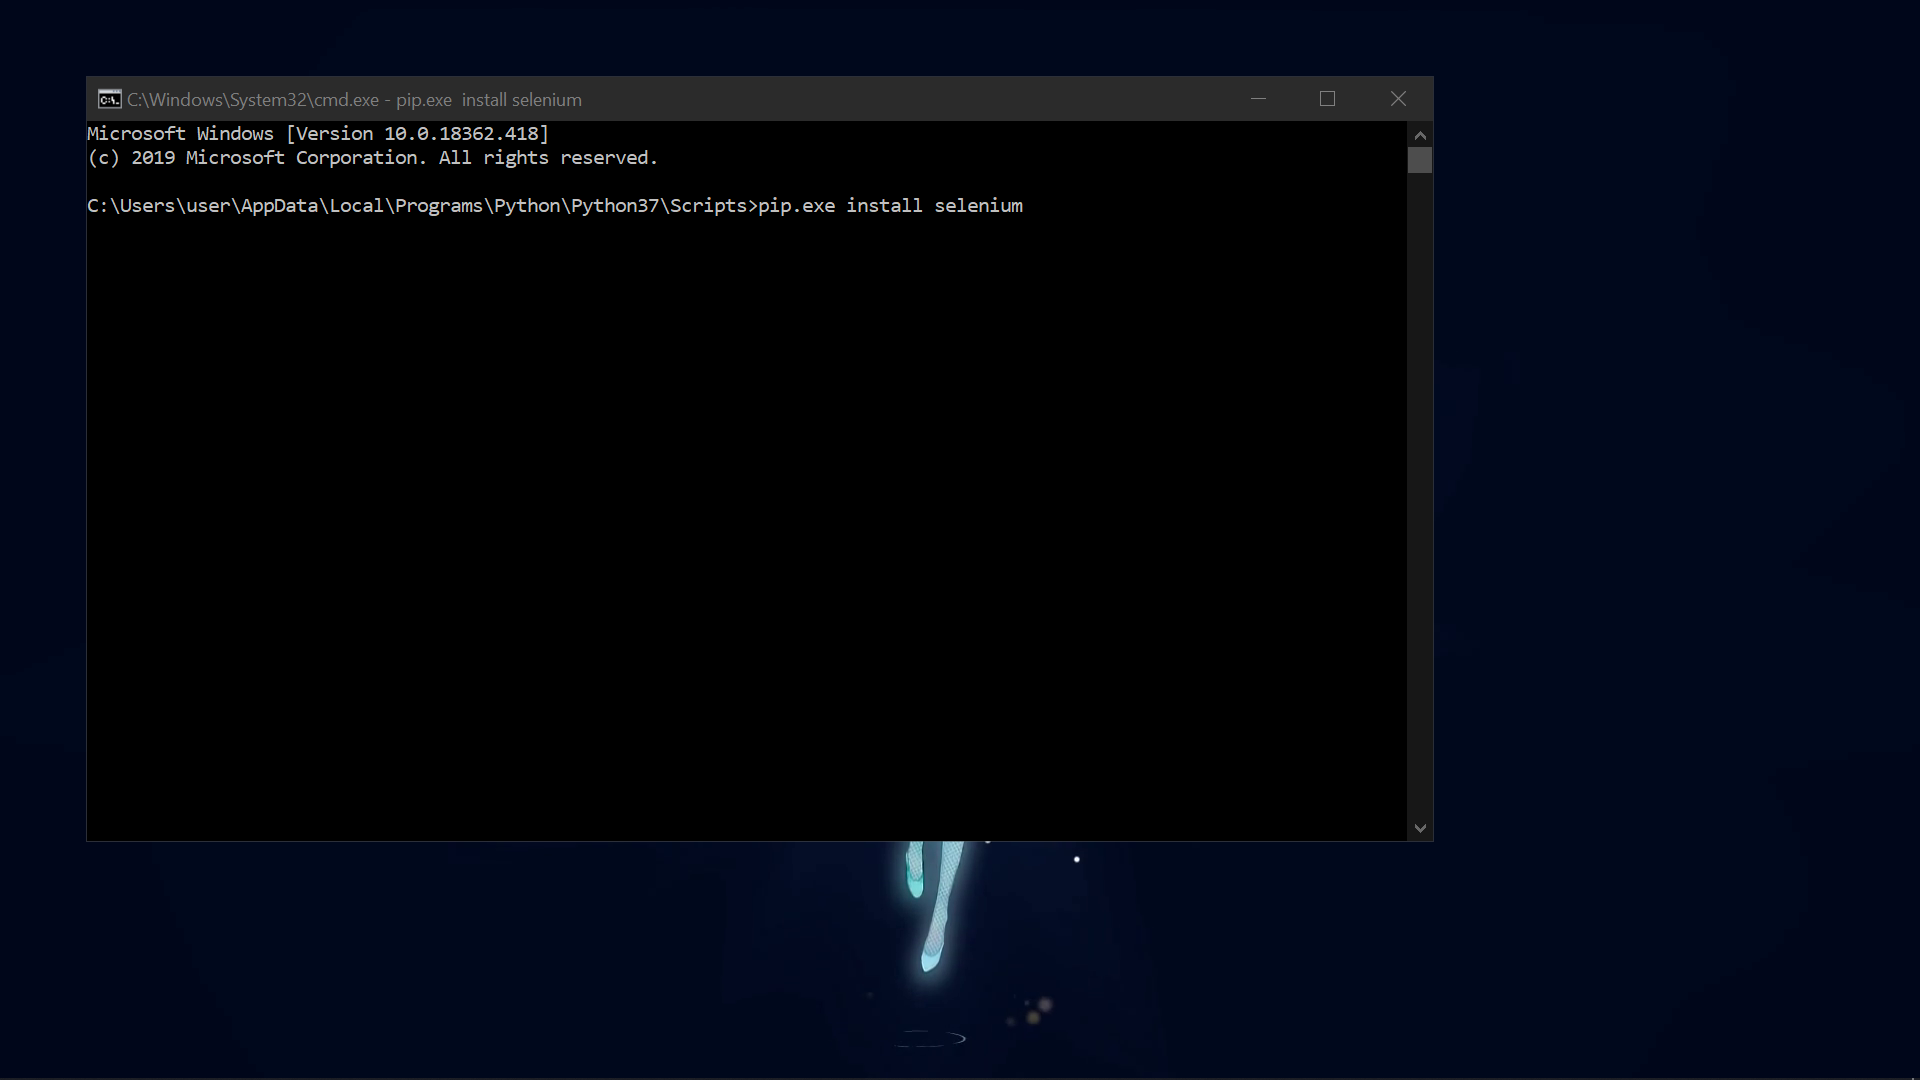 C:\Windows\System32\cmd.exe - pip.exe  install selenium
Microsoft Windows [Version 10.0.18362.418]
(c) 2019 Microsoft Corporation. All rights reserved.
C:\Users\user\AppData\Local\Programs\Python\Python37\Scripts>pip.exe install selenium